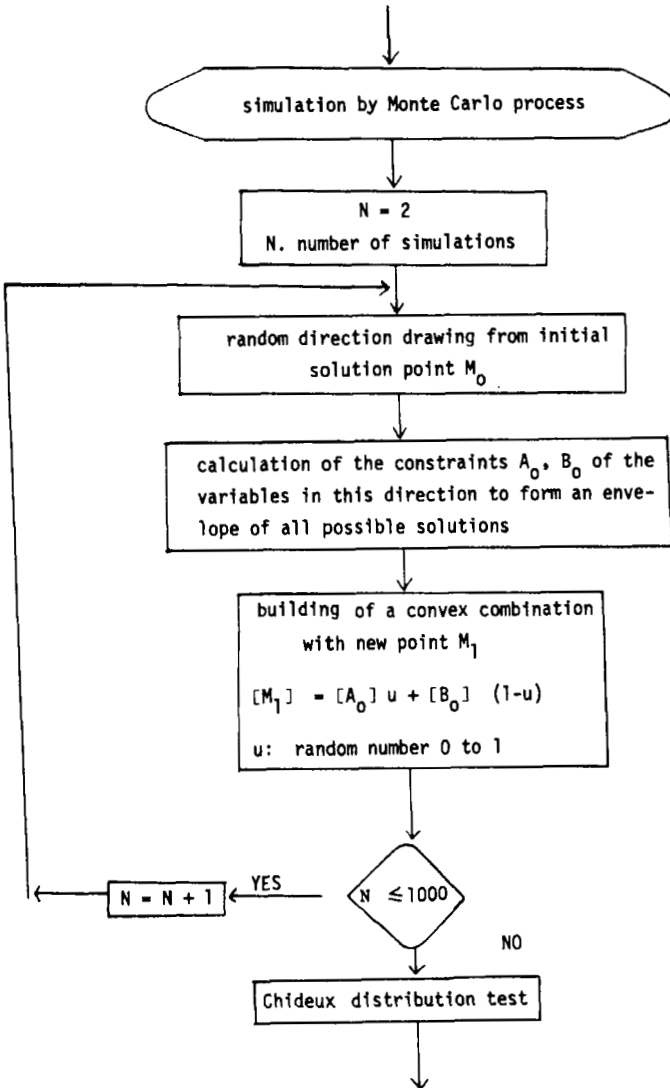 simulation by Monte Carlo process
N = 2
N. number of simulations
random direction drawing from initial
solution point M₀
calculation of the constraints A₀, B₀ of the
variables in this direction to form an enve-
lope of all possible solutions
building of a convex combination
with new point M₁
[M₁] = [A₀] u + [B₀] (1-u)
u: random number 0 to 1
N ≤ 1000
YES
N = N + 1
NO
Chideux distribution test